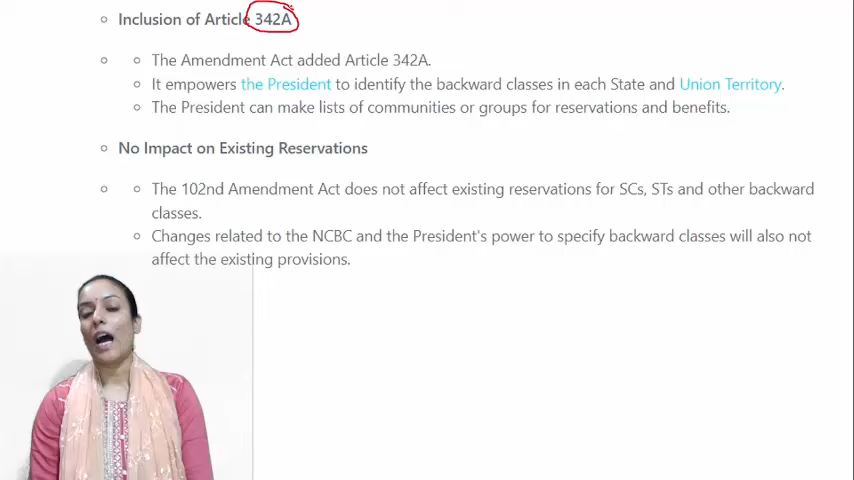 Inclusion of Article 342A
The Amendment Act added Article 342A.
It empowers the President to identify the backward classes in each State and Union Territory.
The President can make lists of communities or groups for reservations and benefits.
No Impact on Existing Reservations
The 102nd Amendment Act does not affect existing reservations for SCs, STs and other backward
classes.
Changes related to the NCBC and the President's power to specify backward classes will also not
affect the existing provisions.